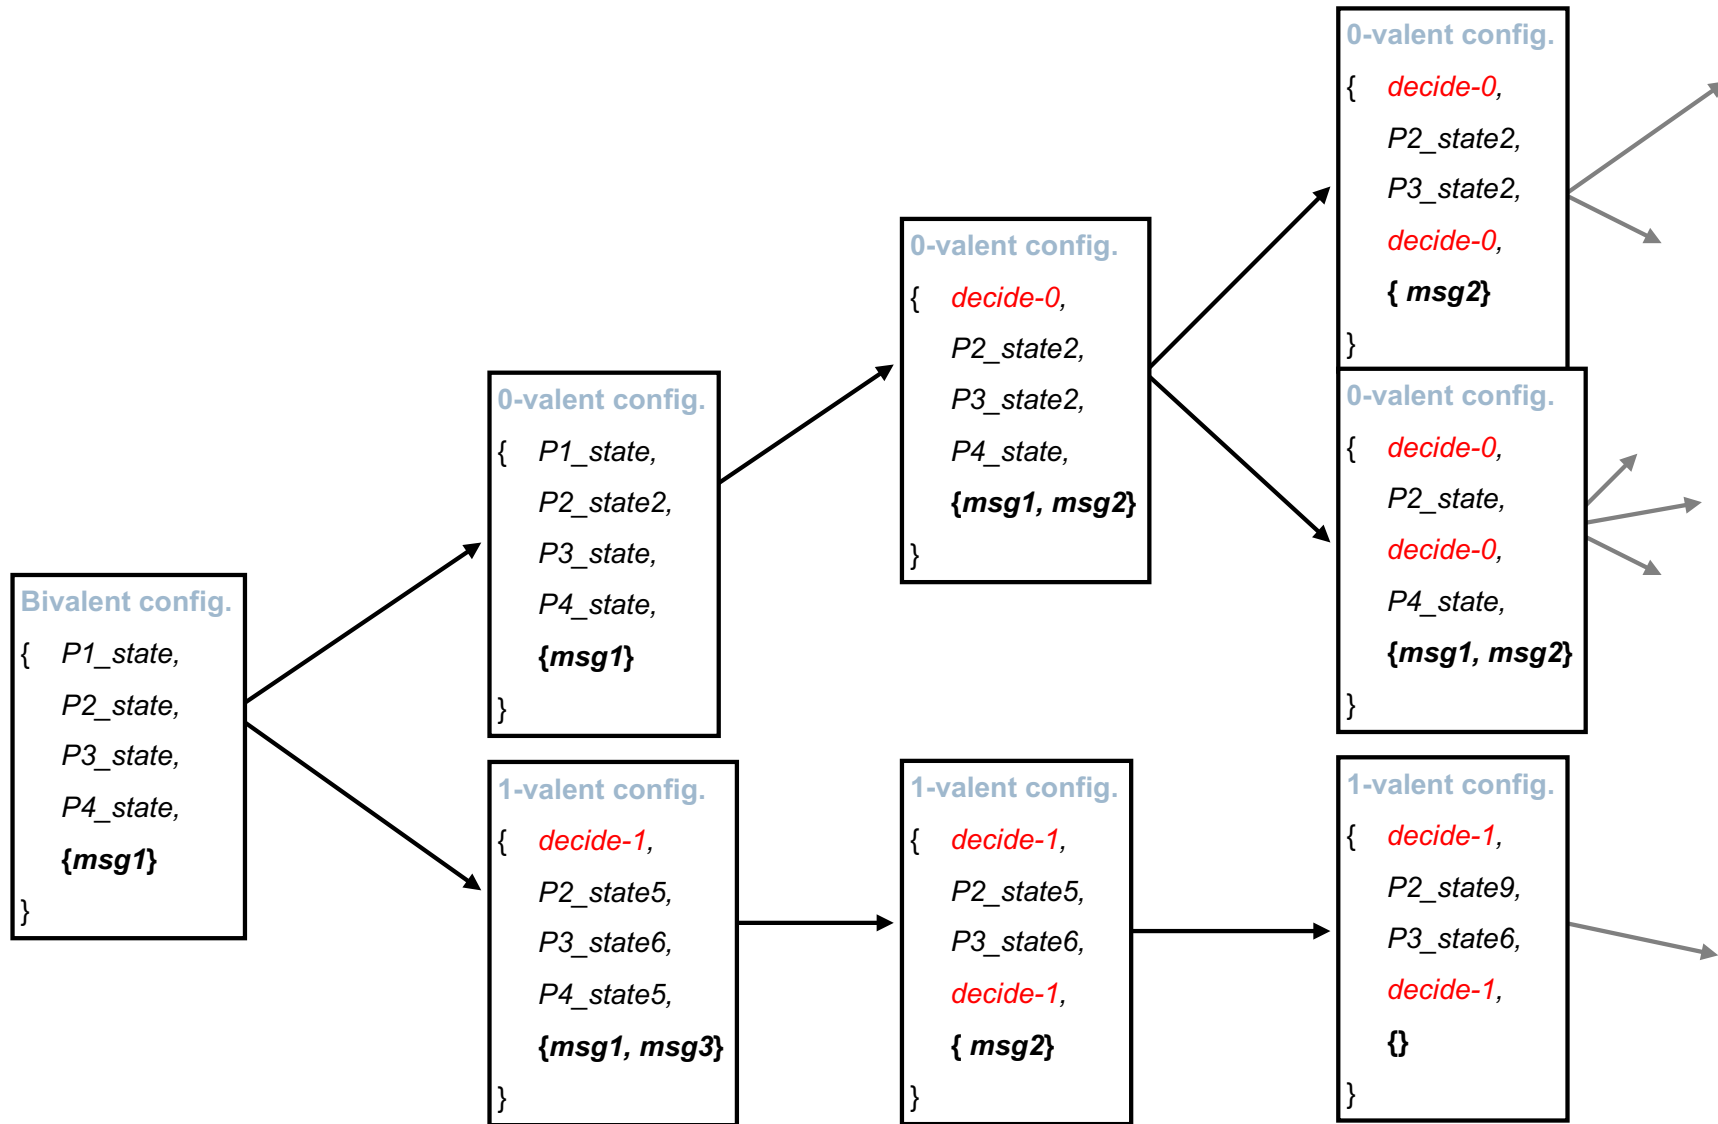 Bivalent config.
{ P1_state,
P2_state,
P3_state,
P4_state,
{msg1}
}
0-valent config.
{ P1_state,
P2_state2,
P3_state,
P4_state,
{msg1}
}
1-valent config.
{ decide-1,
P2_state5,
P3_state6,
P4_state5,
{msg1, msg3}
}
0-valent config.
{ decide-0,
P2_state2,
P3_state2,
P4_state,
{msg1, msg2}
}
1-valent config.
{ decide-1,
P2_state5,
P3_state6,
decide-1,
{ msg2}
}
0-valent config.
{ decide-0,
P2_state2,
P3_state2,
decide-0,
{ msg2}
}
0-valent config.
{ decide-0,
P2_state,
decide-0,
P4_state,
{msg1, msg2}
}
1-valent config.
{ decide-1,
P2_state9,
P3_state6,
decide-1,
{}
}